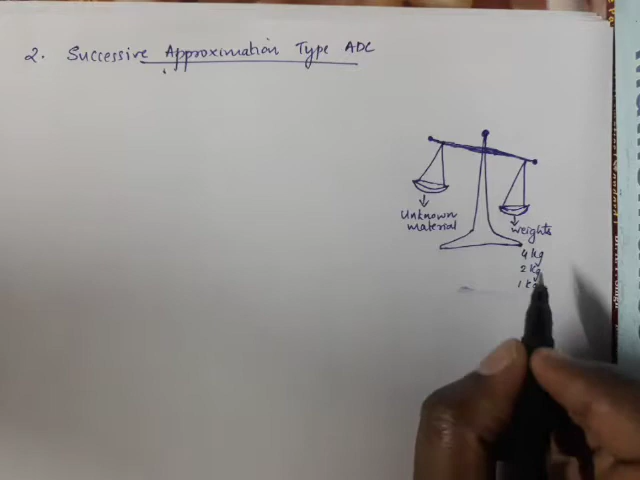 2. Successive Approximation Type ADC
Unknown
material
weights
4 kg
2 kg
1 kg